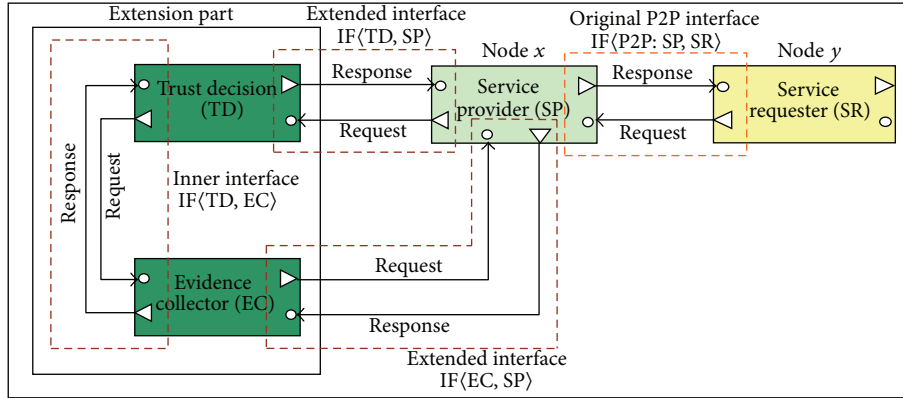 Extension part
Extended interface
IF⟨TD, SP⟩
Original P2P interface
IF⟨P2P: SP, SR⟩
Node x
Node y
Trust decision
(TD)
Response
Request
Service
provider (SP)
Response
Request
Service
requester (SR)
Response
Request
Inner interface
IF⟨TD, EC⟩
Evidence
collector (EC)
Request
Response
Extended interface
IF⟨EC, SP⟩